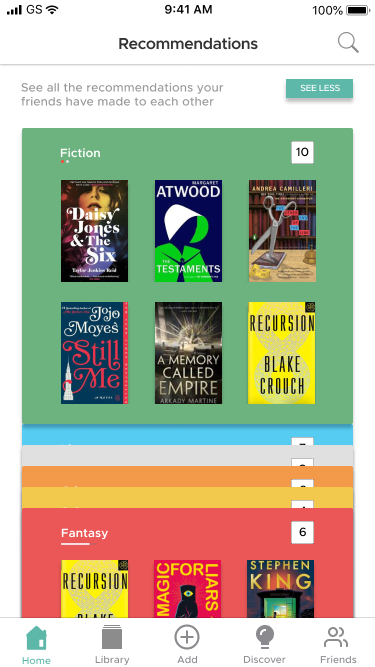 GS 9:41 AM 100%
Recommendations
See all the recommendations your
friends have made to each other
SEE LESS
Fiction 10
Daisy
Jones
& The
Six
Taylor Jenkins Reid
MARGARET
ATWOOD
THE
TESTAMENTS
ANDREA CAMILLERI
Jojo
Moyes
Still
Me
A NOVEL
A MEMORY
CALLED
EMPIRE
ARKADY MARTINE
RECURSION
BLAKE
CROUCH
Fantasy 6
RECURSION
MAGIC FOR
LIARS
STEPHEN
KING
Home Library Add Discover Friends